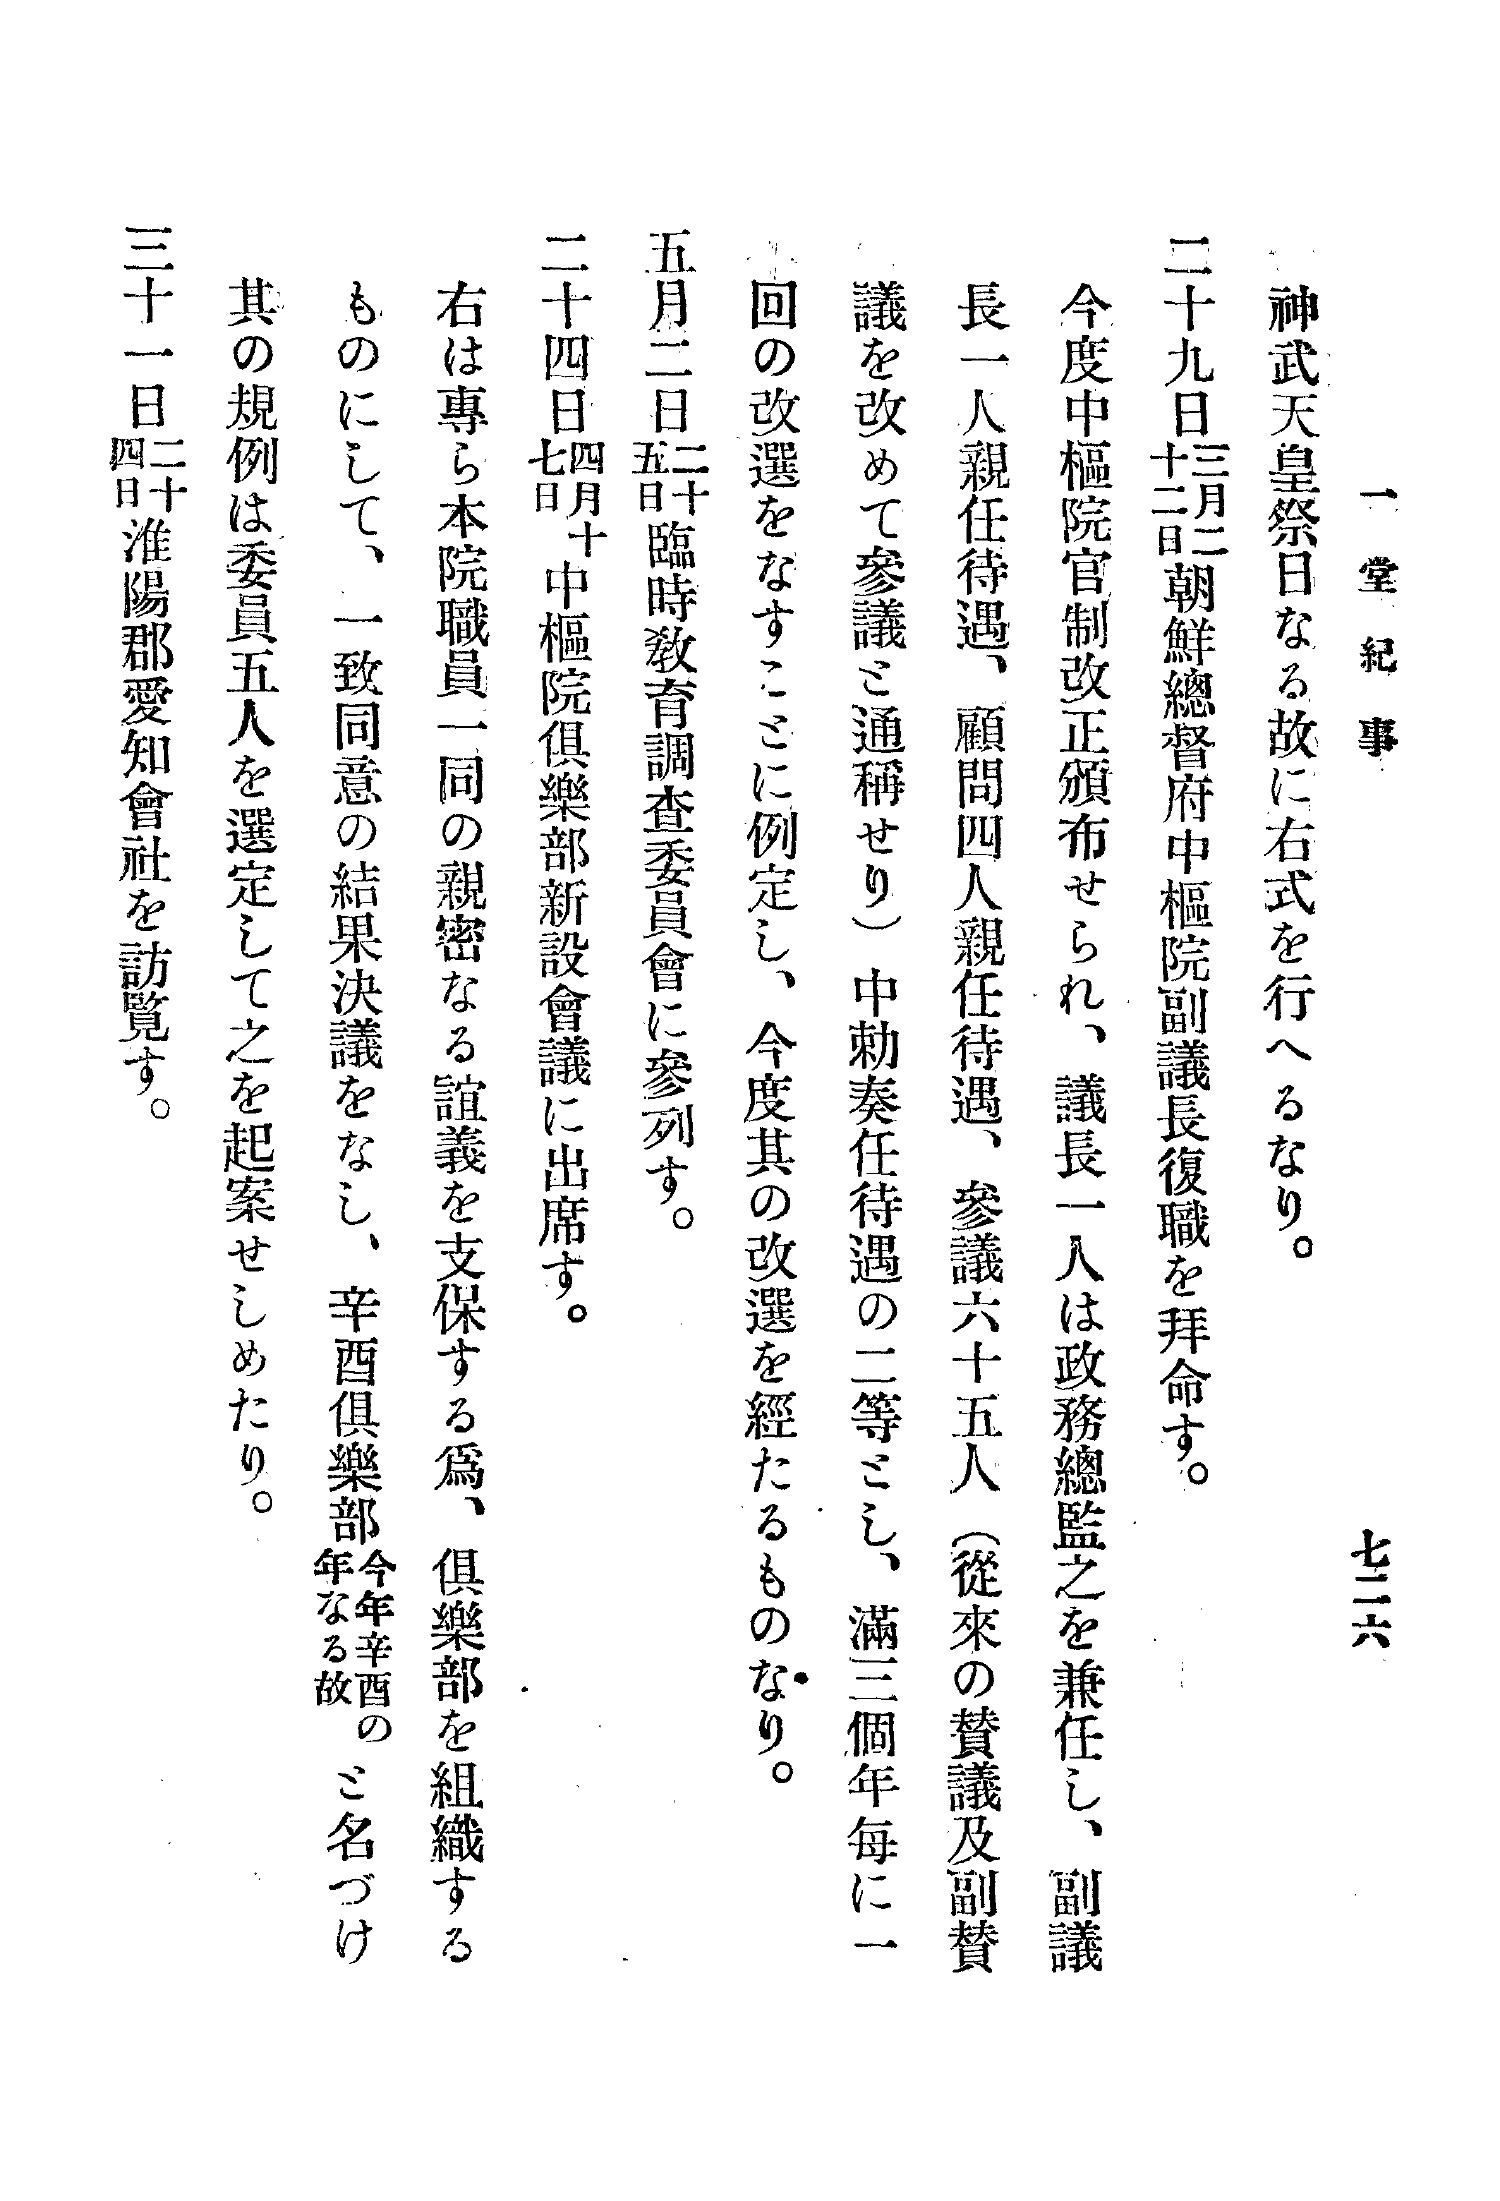 一堂紀事
七二六
神武天皇祭日なる故に右式を行へるなり。
二十九日三月二十二日朝鮮總督府中樞院副議長復職を拜命す。
今度中樞院官制改正頒布せられ、議長一人は政務總監之を兼任し、副議
長一人親任待遇、顧問四人親任待遇、參議六十五人（從來の賛議及副賛
議を改めて參議と通稱せり）中勅奏任待遇の二等とし、滿三個年每に一
回の改選をなすことに例定し、今度其の改選を經たるものなり。
五月二日二十五日臨時敎育調査委員會に參列す。
二十四日四月十七日中樞院俱樂部新設會議に出席す。
右は專ら本院職員一同の親密なる誼義を支保する爲、俱樂部を組織する
ものにして、一致同意の結果決議をなし、辛酉俱樂部今年辛酉の年なる故と名づけ
其の規例は委員五人を選定して之を起案せしめたり。
三十一日二十四日淮陽郡愛知會社を訪覽す。